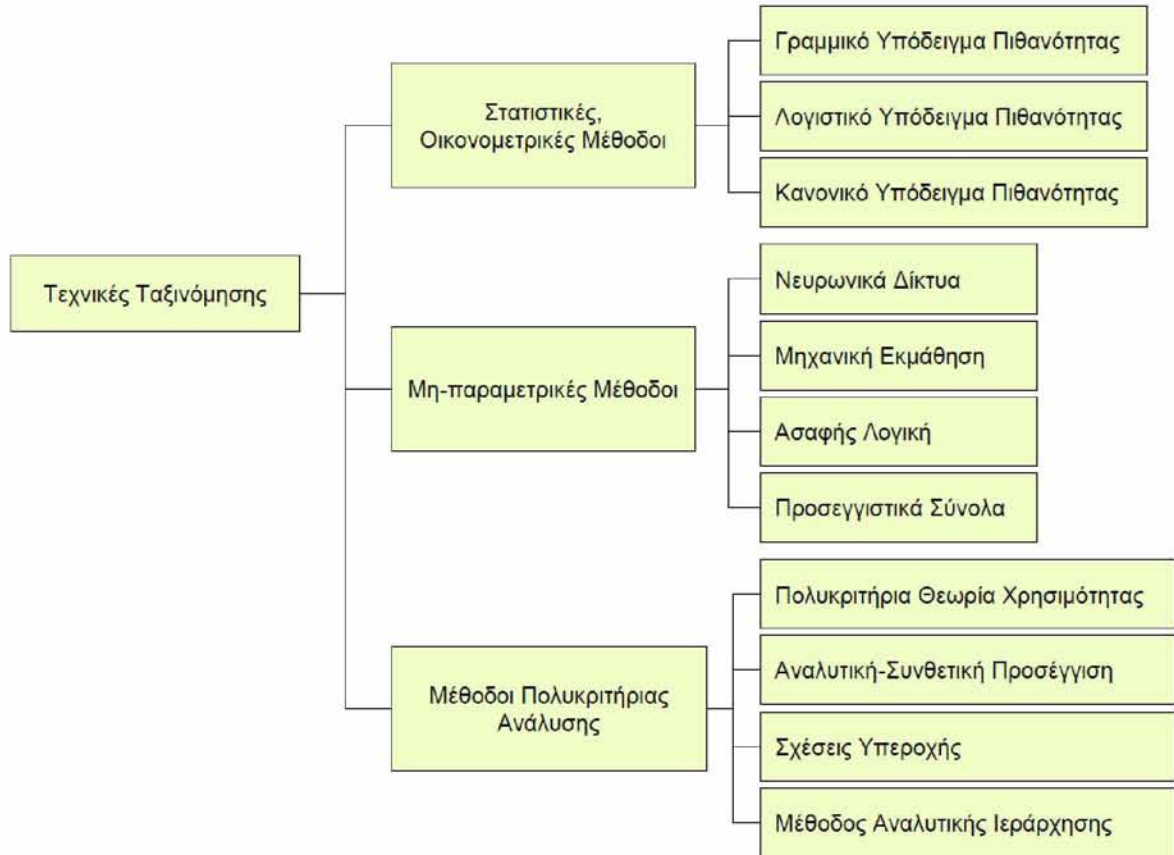 Τεχνικές Ταξινόμησης
Στατιστικές,
Οικονομετρικές Μέθοδοι
Γραμμικό Υπόδειγμα Πιθανότητας
Λογιστικό Υπόδειγμα Πιθανότητας
Κανονικό Υπόδειγμα Πιθανότητας
Μη-παραμετρικές Μέθοδοι
Νευρωνικά Δίκτυα
Μηχανική Εκμάθηση
Ασαφής Λογική
Προσεγγιστικά Σύνολα
Μέθοδοι Πολυκριτήριας
Ανάλυσης
Πολυκριτήρια Θεωρία Χρησιμότητας
Αναλυτική-Συνθετική Προσέγγιση
Σχέσεις Υπεροχής
Μέθοδος Αναλυτικής Ιεράρχησης